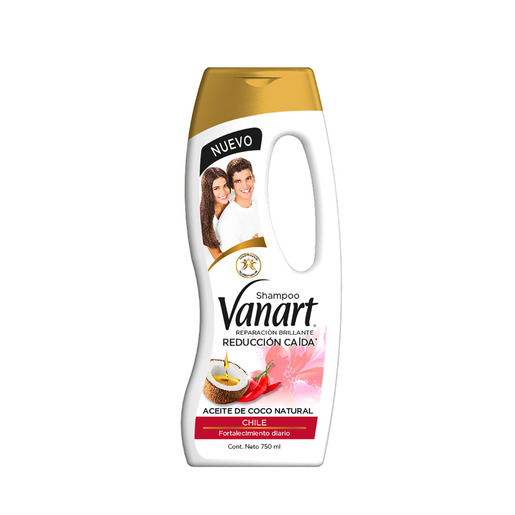 NUEVO
Shampoo
Vanart®
REPARACIÓN BRILLANTE
REDUCCIÓN CAÍDA*
ACEITE DE COCO NATURAL
CHILE
Fortalecimiento diario
Cont. Neto 750 ml